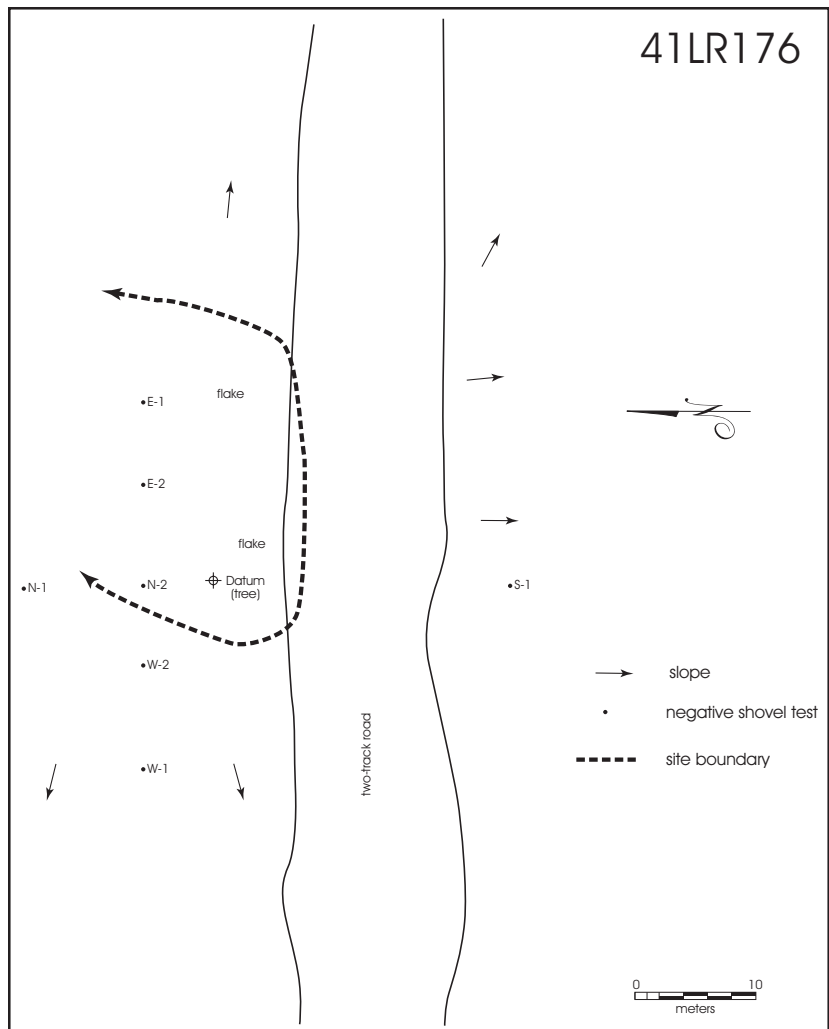 41LR176
flake
E-1
E-2
flake
N-1
N-2
Datum
(tree)
S-1
W-2
W-1
two-track road
slope
negative shovel test
site boundary
0 10
meters